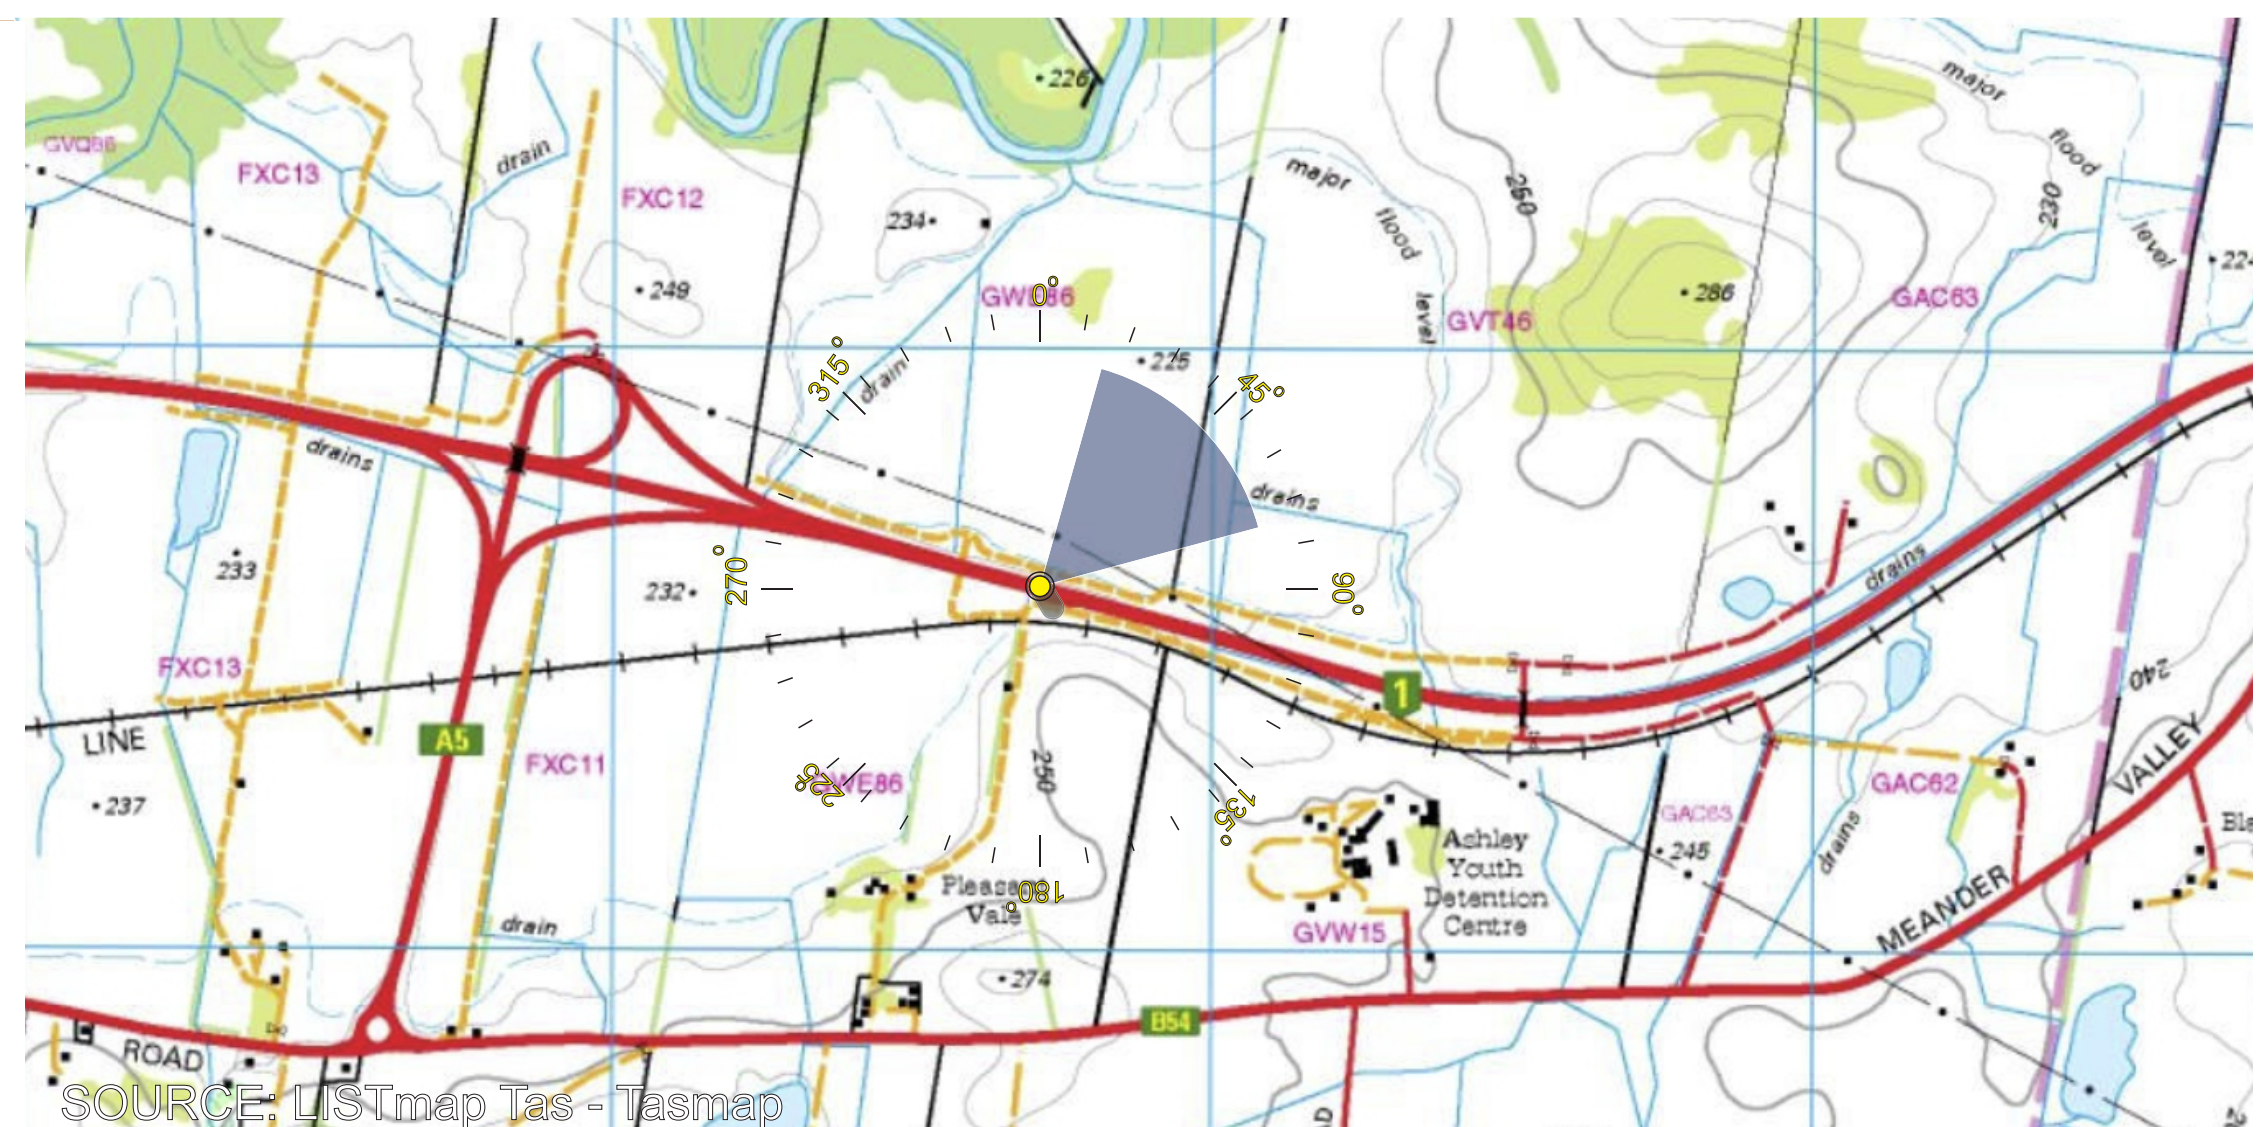 226
major
GVQ86
FXC13
drain
FXC12
major
flood
250
flood
230
234
level
249
GWE86
0°
level
GVT46
286
GAC63
315°
drain
225
45°
drains
drains
233
232
270°
90°
drains
FXC13
1
240
LINE
A5
FXC11
225°
GWE86
250
135°
VALLEY
237
GAC62
GAC63
Ashley
Youth
Detention
Centre
245
drains
Pleasant
Vale
180°
drain
GVW15
MEANDER
274
B54
ROAD
SOURCE: LISTmap Tas - Tasmap